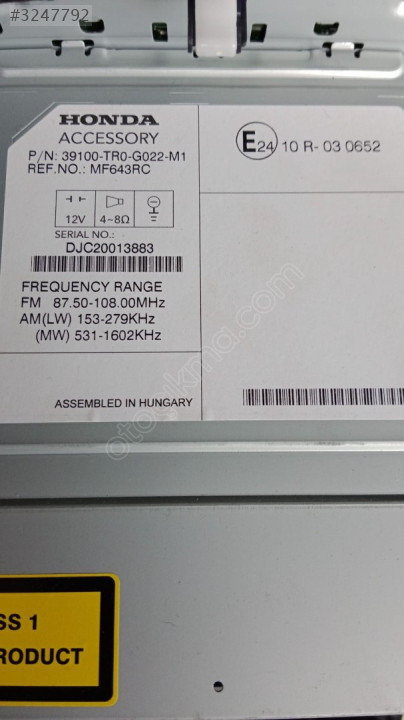 #3247792
HONDA
ACCESSORY
P/N: 39100-TR0-G022-M1
REF.NO.: MF643RC
12V 4~8Ω
SERIAL NO.:
DJC20013883
FREQUENCY RANGE
FM 87.50-108.00MHz
AM(LW) 153-279KHz
(MW) 531-1602KHz
ASSEMBLED IN HUNGARY
E24 10 R- 03 0652
otocikma.com
SS 1
PRODUCT